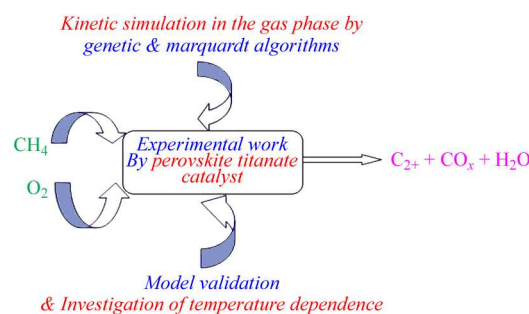 Kinetic simulation in the gas phase by
genetic & marquardt algorithms
CH₄
O₂
Experimental work
By perovskite titanate
catalyst
C₂₊ + COₓ + H₂O
Model validation
& Investigation of temperature dependence